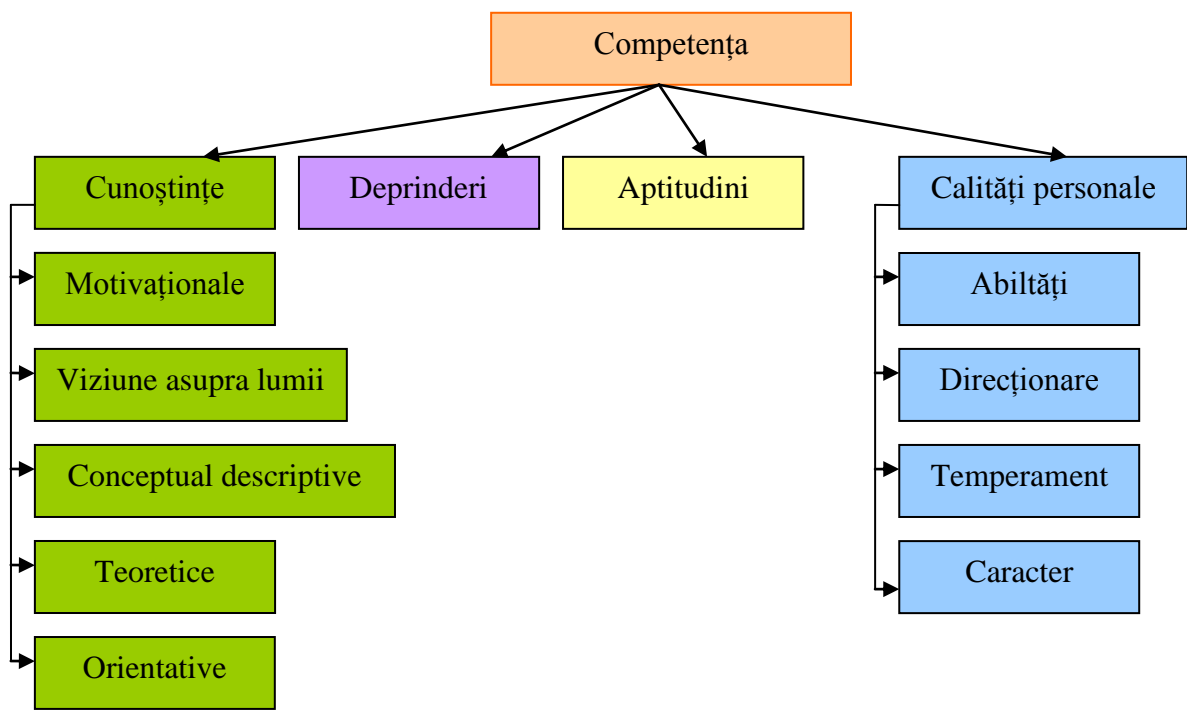 Competența
Cunoștințe
Deprinderi
Aptitudini
Calități personale
Motivaționale
Abiltăți
Viziune asupra lumii
Direcționare
Conceptual descriptive
Temperament
Teoretice
Caracter
Orientative